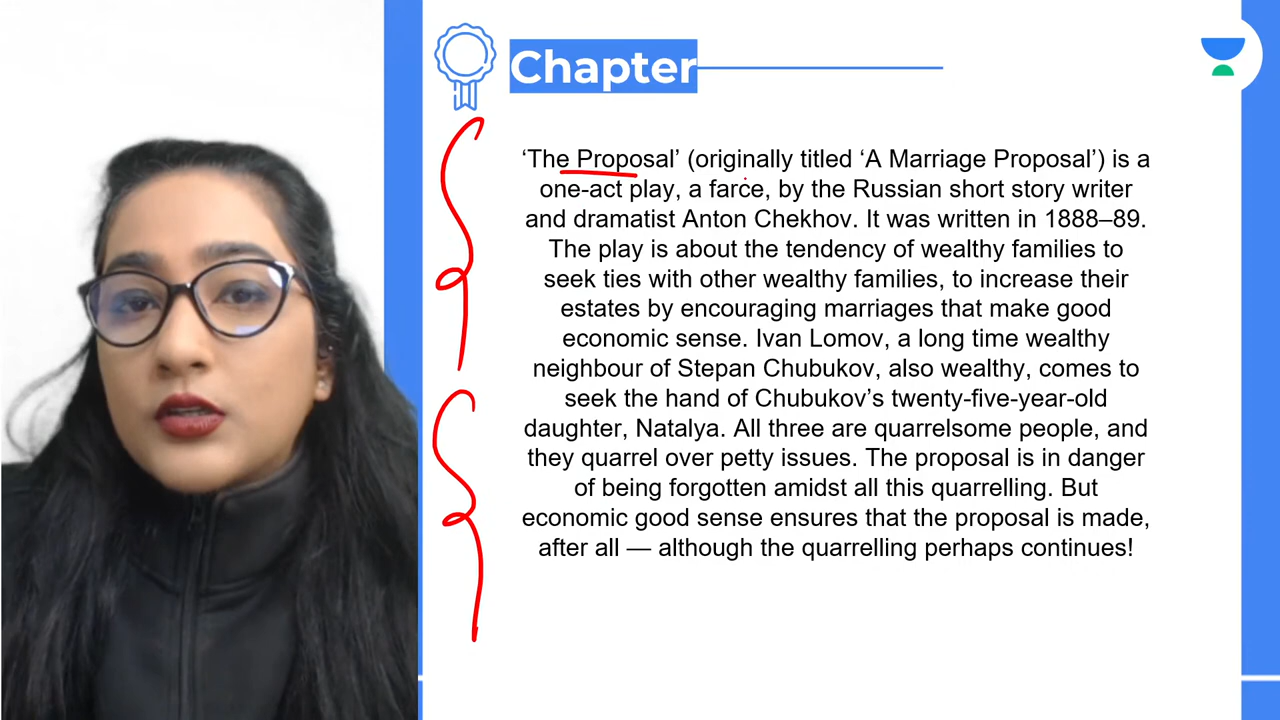 Chapter
‘The Proposal’ (originally titled ‘A Marriage Proposal’) is a
one-act play, a farce, by the Russian short story writer
and dramatist Anton Chekhov. It was written in 1888–89.
The play is about the tendency of wealthy families to
seek ties with other wealthy families, to increase their
estates by encouraging marriages that make good
economic sense. Ivan Lomov, a long time wealthy
neighbour of Stepan Chubukov, also wealthy, comes to
seek the hand of Chubukov’s twenty-five-year-old
daughter, Natalya. All three are quarrelsome people, and
they quarrel over petty issues. The proposal is in danger
of being forgotten amidst all this quarrelling. But
economic good sense ensures that the proposal is made,
after all — although the quarrelling perhaps continues!